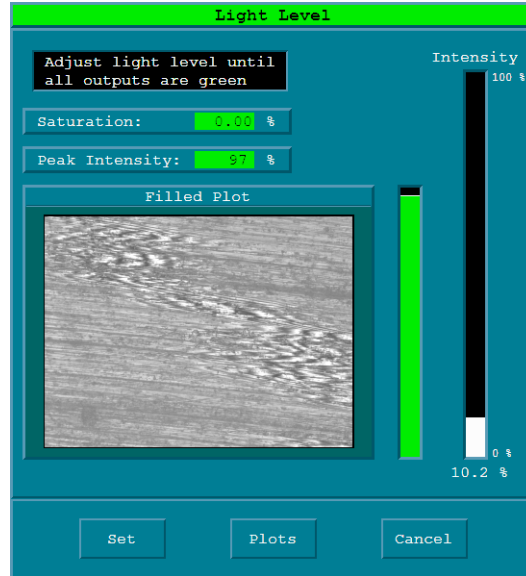 Light Level
Adjust light level until
all outputs are green
Intensity
100 %
Saturation: 0.00 %
Peak Intensity: 97 %
Filled Plot
0 %
10.2 %
Set Plots Cancel